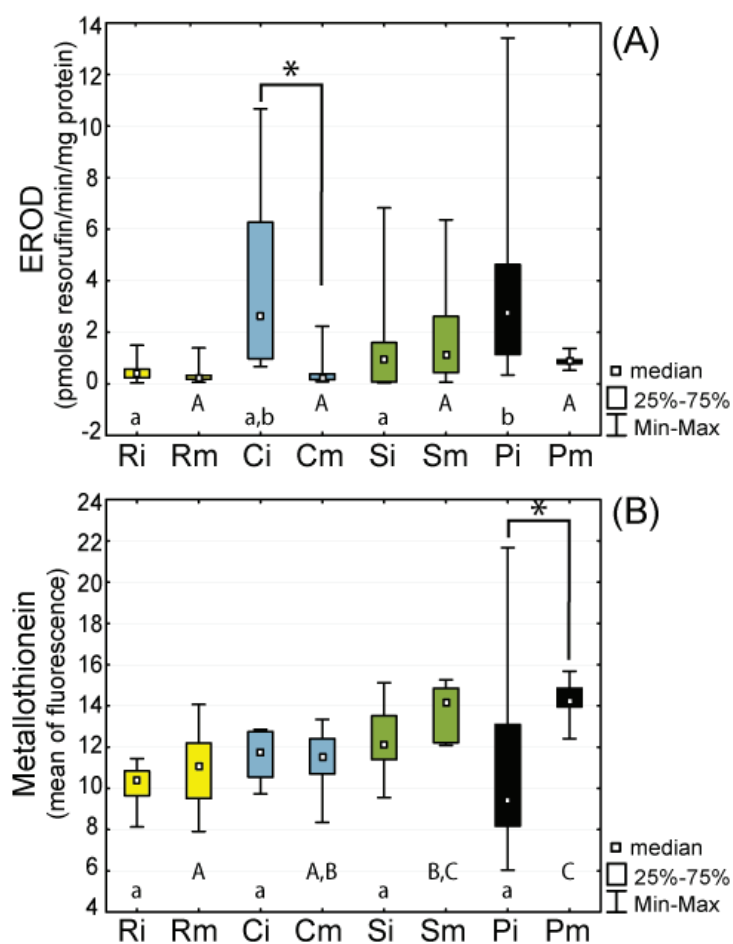 (A)
EROD
(pmoles resorufin/min/mg protein)
14
12
10
8
6
4
2
0
-2
*
a
A
a,b
A
a
A
b
A
Ri Rm Ci Cm Si Sm Pi Pm
median
25%-75%
Min-Max
(B)
Metallothionein
(mean of fluorescence)
24
22
20
18
16
14
12
10
8
6
4
*
a
A
a
A,B
a
B,C
a
C
Ri Rm Ci Cm Si Sm Pi Pm
median
25%-75%
Min-Max